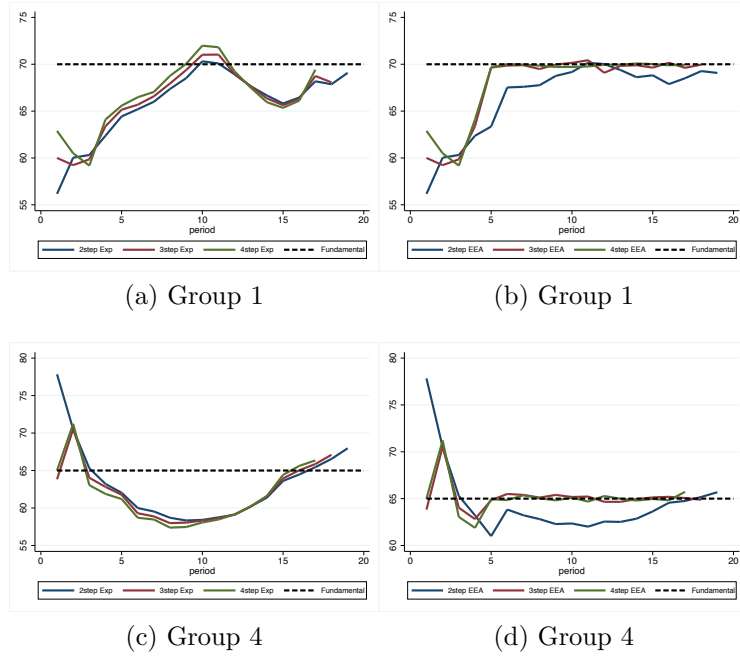 75
70
65
60
55
0 5 10 15 20
period
2step Exp 3step Exp 4step Exp Fundamental
(a) Group 1
75
70
65
60
55
0 5 10 15 20
period
2step EEA 3step EEA 4step EEA Fundamental
(b) Group 1
80
75
70
65
60
55
0 5 10 15 20
period
2step Exp 3step Exp 4step Exp Fundamental
(c) Group 4
80
75
70
65
60
0 5 10 15 20
period
2step EEA 3step EEA 4step EEA Fundamental
(d) Group 4